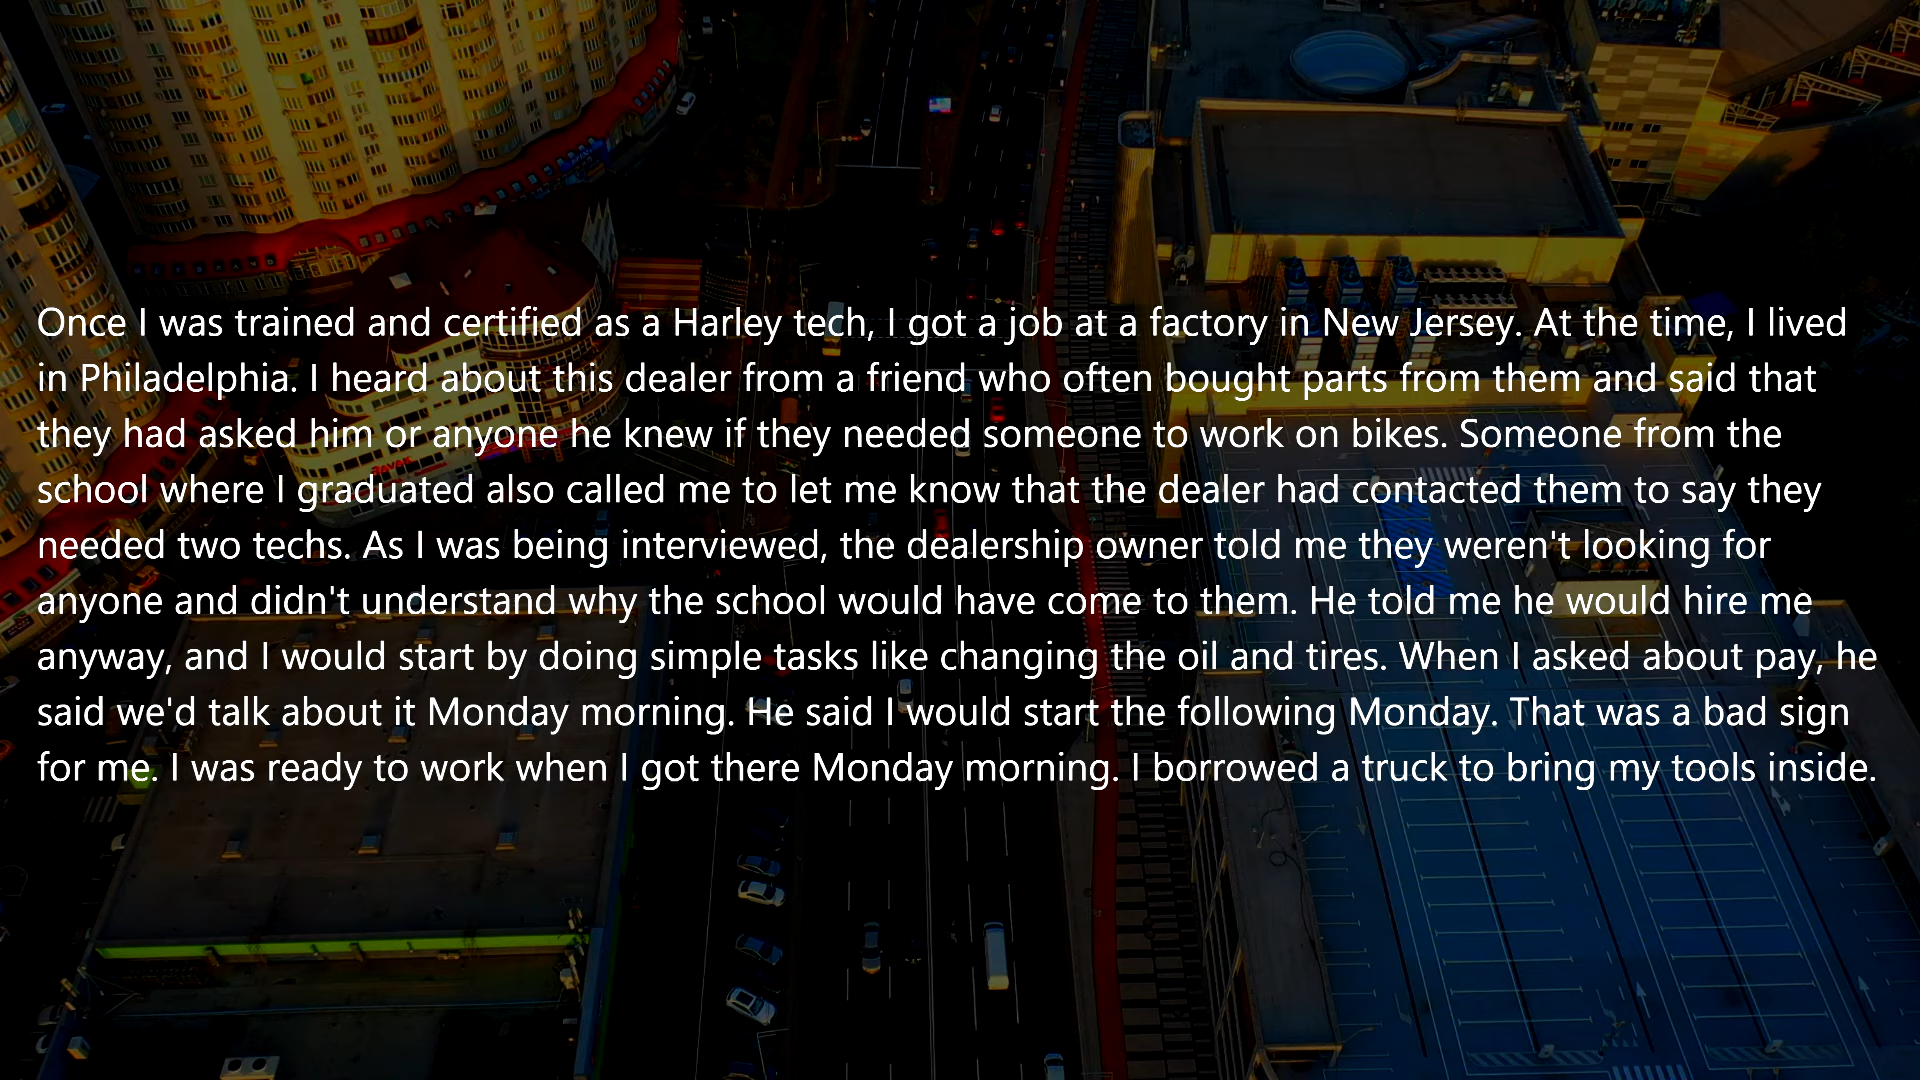 Once I was trained and certified as a Harley tech, I got a job at a factory in New Jersey. At the time, I lived
in Philadelphia. I heard about this dealer from a friend who often bought parts from them and said that
they had asked him or anyone he knew if they needed someone to work on bikes. Someone from the
school where I graduated also called me to let me know that the dealer had contacted them to say they
needed two techs. As I was being interviewed, the dealership owner told me they weren't looking for
anyone and didn't understand why the school would have come to them. He told me he would hire me
anyway, and I would start by doing simple tasks like changing the oil and tires. When I asked about pay, he
said we'd talk about it Monday morning. He said I would start the following Monday. That was a bad sign
for me. I was ready to work when I got there Monday morning. I borrowed a truck to bring my tools inside.